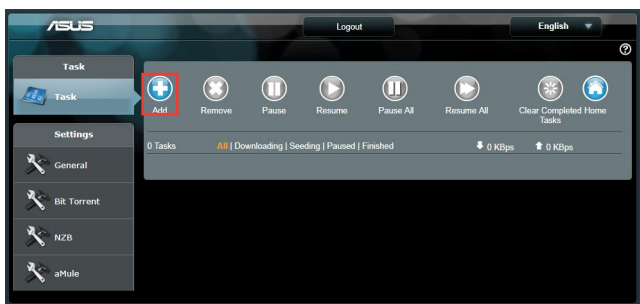 ASUS
Logout
English
Task
Task
Add Remove Pause Resume Pause All Resume All Clear Completed Tasks Home
Settings
0 Tasks All | Downloading | Seeding | Paused | Finished 0 KBps 0 KBps
General
Bit Torrent
NZB
aMule